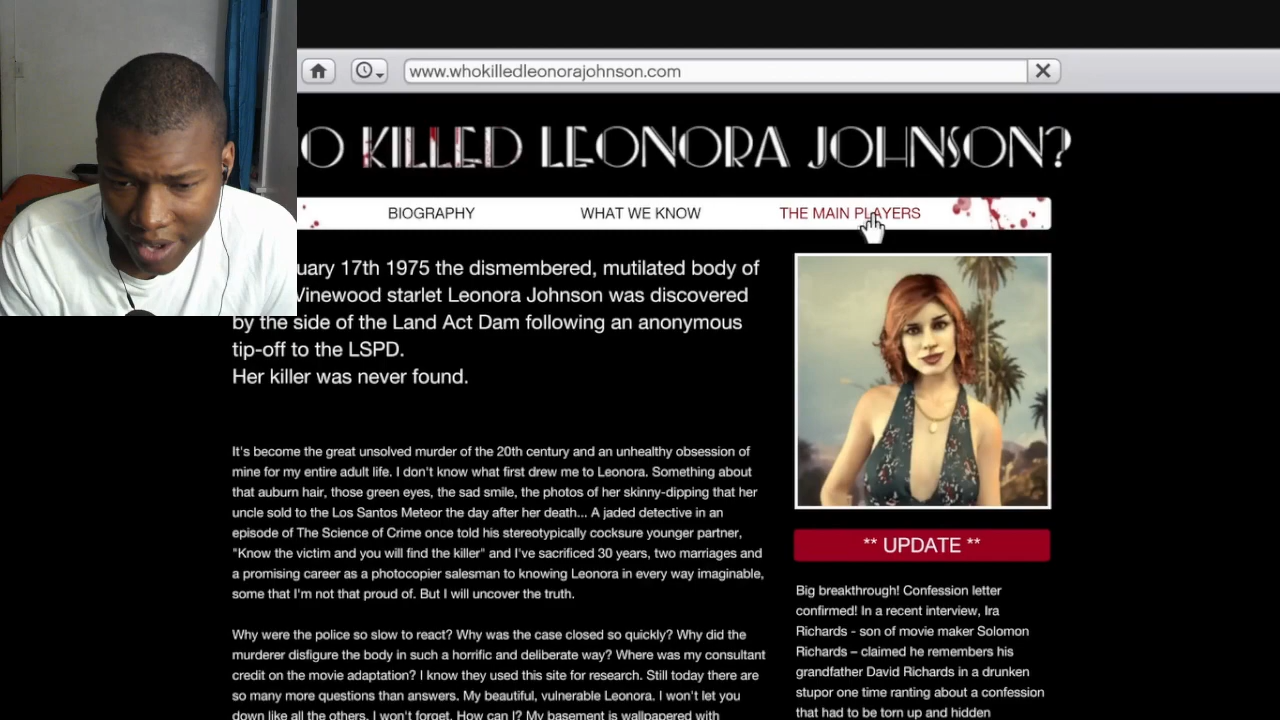 www.whokilledleonorajohnson.com
O KILLED LEONORA JOHNSON?
BIOGRAPHY WHAT WE KNOW THE MAIN PLAYERS
uary 17th 1975 the dismembered, mutilated body of
Vinewood starlet Leonora Johnson was discovered
by the side of the Land Act Dam following an anonymous
tip-off to the LSPD.
Her killer was never found.
It's become the great unsolved murder of the 20th century and an unhealthy obsession of
mine for my entire adult life. I don't know what first drew me to Leonora. Something about
that auburn hair, those green eyes, the sad smile, the photos of her skinny-dipping that her
uncle sold to the Los Santos Meteor the day after her death... A jaded detective in an
episode of The Science of Crime once told his stereotypically cocksure younger partner,
"Know the victim and you will find the killer" and I've sacrificed 30 years, two marriages and
a promising career as a photocopier salesman to knowing Leonora in every way imaginable,
some that I'm not that proud of. But I will uncover the truth.
Why were the police so slow to react? Why was the case closed so quickly? Why did the
murderer disfigure the body in such a horrific and deliberate way? Where was my consultant
credit on the movie adaptation? I know they used this site for research. Still today there are
so many more questions than answers. My beautiful, vulnerable Leonora. I won't let you
down like all the others. I won't forget. How can I? My basement is wallpapered with
** UPDATE **
Big breakthrough! Confession letter
confirmed! In a recent interview, Ira
Richards - son of movie maker Solomon
Richards – claimed he remembers his
grandfather David Richards in a drunken
stupor one time ranting about a confession
that had to be torn up and hidden